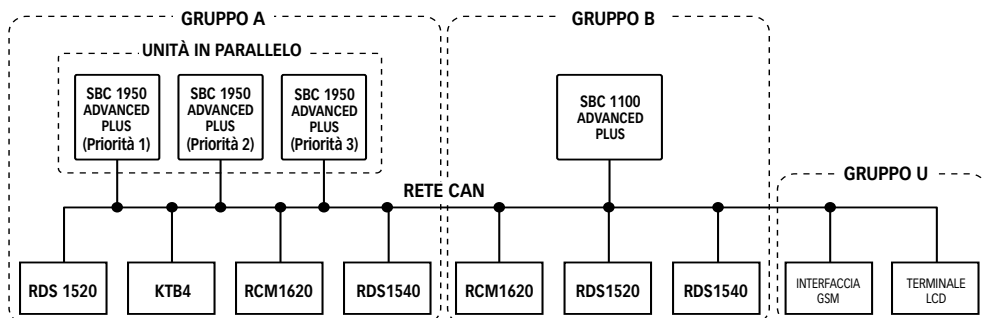 GRUPPO A
GRUPPO B
UNITÀ IN PARALLELO
SBC 1950
ADVANCED
PLUS
(Priorità 1)
SBC 1950
ADVANCED
PLUS
(Priorità 2)
SBC 1950
ADVANCED
PLUS
(Priorità 3)
SBC 1100
ADVANCED
PLUS
GRUPPO U
RETE CAN
RDS 1520
KTB4
RCM1620
RDS1540
RCM1620
RDS1520
RDS1540
INTERFACCIA
GSM
TERMINALE
LCD